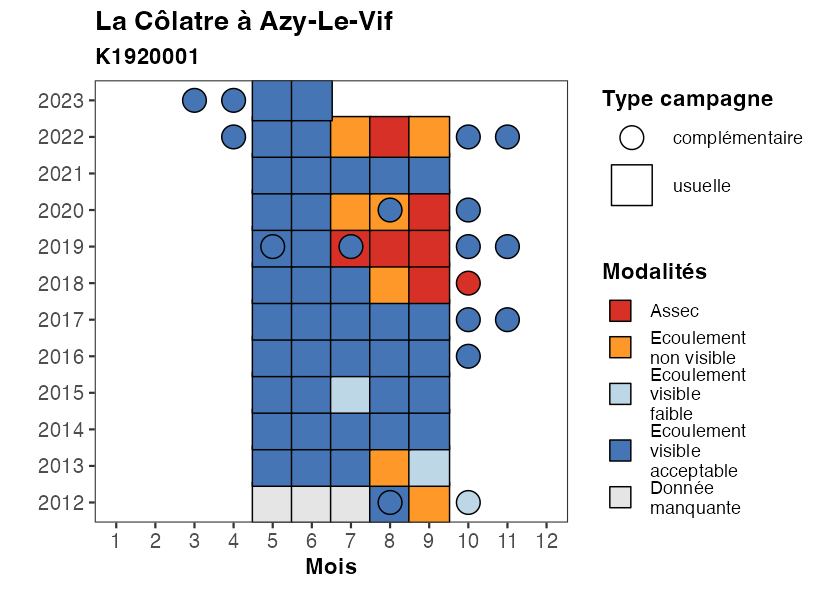 La Côlatre à Azy-Le-Vif
K1920001
2023
2022
2021
2020
2019
2018
2017
2016
2015
2014
2013
2012
1 2 3 4 5 6 7 8 9 10 11 12
Mois
Type campagne
complémentaire
usuelle
Modalités
Assec
Ecoulement
non visible
Ecoulement
visible
faible
Ecoulement
visible
acceptable
Donnée
manquante